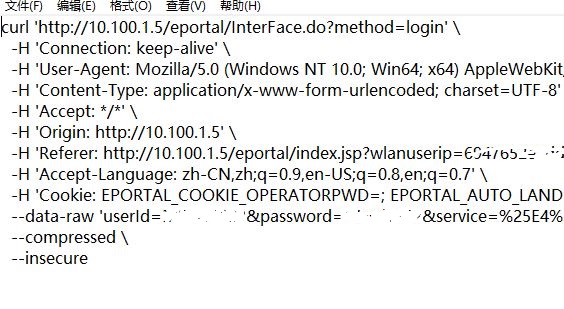 文件(F) 编辑(E) 格式(O) 查看(V) 帮助(H)
curl 'http://10.100.1.5/eportal/InterFace.do?method=login' \
-H 'Connection: keep-alive' \
-H 'User-Agent: Mozilla/5.0 (Windows NT 10.0; Win64; x64) AppleWebKit
-H 'Content-Type: application/x-www-form-urlencoded; charset=UTF-8'
-H 'Accept: */*' \
-H 'Origin: http://10.100.1.5' \
-H 'Referer: http://10.100.1.5/eportal/index.jsp?wlanuserip=
-H 'Accept-Language: zh-CN,zh;q=0.9,en-US;q=0.8,en;q=0.7' \
-H 'Cookie: EPORTAL_COOKIE_OPERATORPWD=; EPORTAL_AUTO_LAND
--data-raw 'userId= &password= &service=%25E4%
--compressed \
--insecure